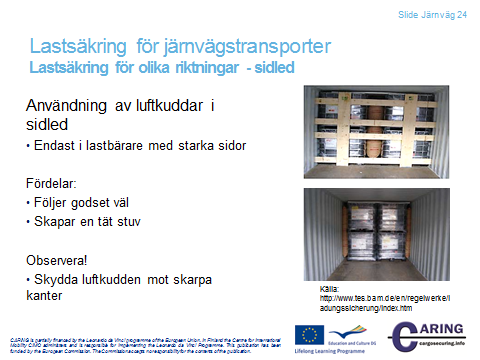 Slide Järnväg 24
Lastsäkring för järnvägstransporter
Lastsäkring för olika riktningar - sidled
Användning av luftkuddar i
sidled
• Endast i lastbärare med starka sidor
Fördelar:
• Följer godset väl
• Skapar en tät stuv
Observera!
• Skydda luftkudden mot skarpa
kanter
Källa:
http://www.tes.bam.de/en/regelwerke/l
adungssicherung/index.htm
CARING is partially financed by the Leonardo da Vinci programme of the European Union. In Finland the Centre for International
Mobility CIMO administers and is responsible for implementing the Leonardo da Vinci Programme. This publication has been
funded by the European Commission. The Commission accepts no responsibility for the contents of the publication.
Education and Culture DG
Lifelong Learning Programme
CARING
cargosecuring.info